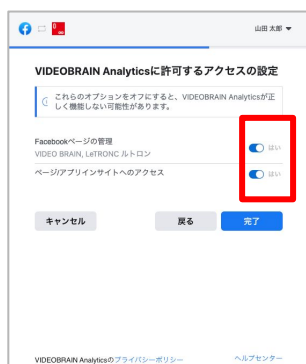 山田 太郎
VIDEOBRAIN Analyticsに許可するアクセスの設定
これらのオプションをオフにすると、VIDEOBRAIN Analyticsが正
しく機能しない可能性があります。
Facebookページの管理
はい
VIDEO BRAIN, LeTRONC ルトロン
ページ/アプリインサイトへのアクセス
はい
キャンセル
戻る
完了
VIDEOBRAIN Analyticsのプライバシーポリシー
ヘルプセンター